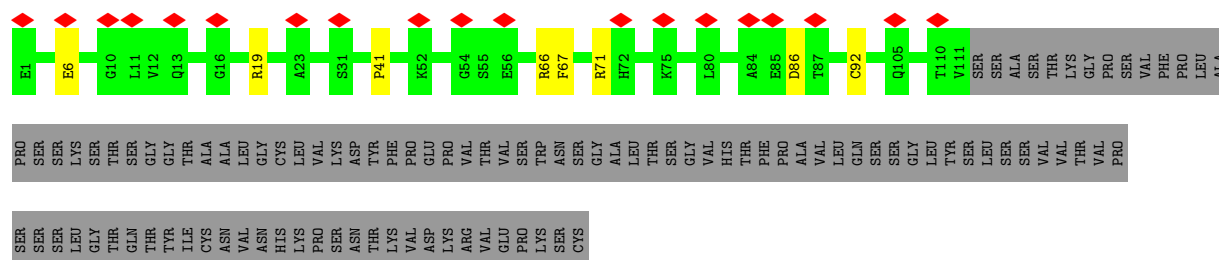 E1 E6 G10 L11 V12 Q13 G16 R19 A23 S31 P41 K52 G54 S55 E56 R66 F67 R71 H72 K75 L80 A84 E85 D86 T87 C92 Q105 T110 V111 SER SER ALA SER THR LYS GLY PRO SER VAL PHE PRO LEU ALA
PRO SER SER LYS SER THR SER GLY GLY THR ALA ALA LEU GLY CYS LEU VAL LYS ASP TYR PHE PRO GLU PRO VAL THR VAL SER TRP ASN SER GLY ALA LEU THR SER GLY VAL HIS THR PHE PRO ALA VAL LEU GLN SER SER GLY LEU TYR SER LEU SER SER VAL VAL THR VAL PRO
SER SER SER LEU GLY THR GLN THR TYR ILE CYS ASN VAL ASN HIS LYS PRO SER ASN THR LYS VAL ASP LYS ARG VAL GLU PRO LYS SER CYS